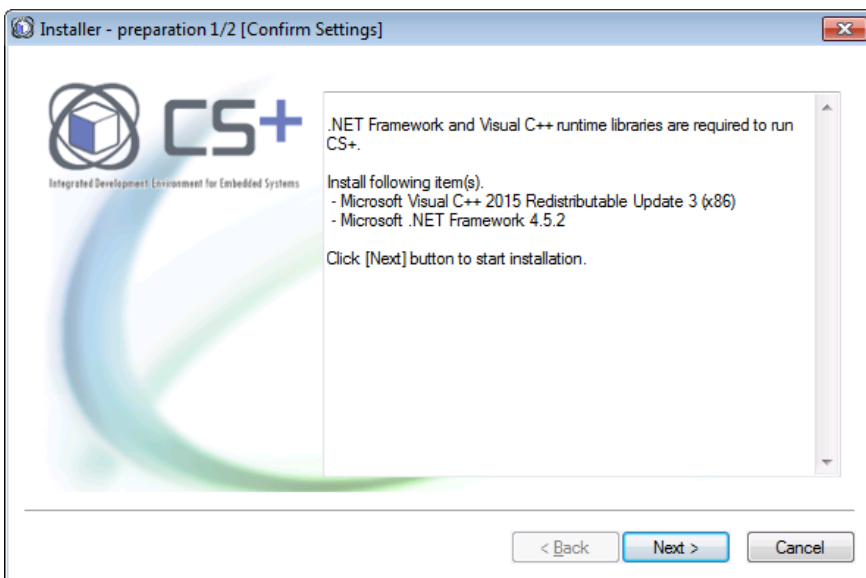 Installer - preparation 1/2 [Confirm Settings]
CS+
Integrated Development Environment for Embedded Systems
.NET Framework and Visual C++ runtime libraries are required to run
CS+.
Install following item(s).
- Microsoft Visual C++ 2015 Redistributable Update 3 (x86)
- Microsoft .NET Framework 4.5.2
Click [Next] button to start installation.
< Back
Next >
Cancel